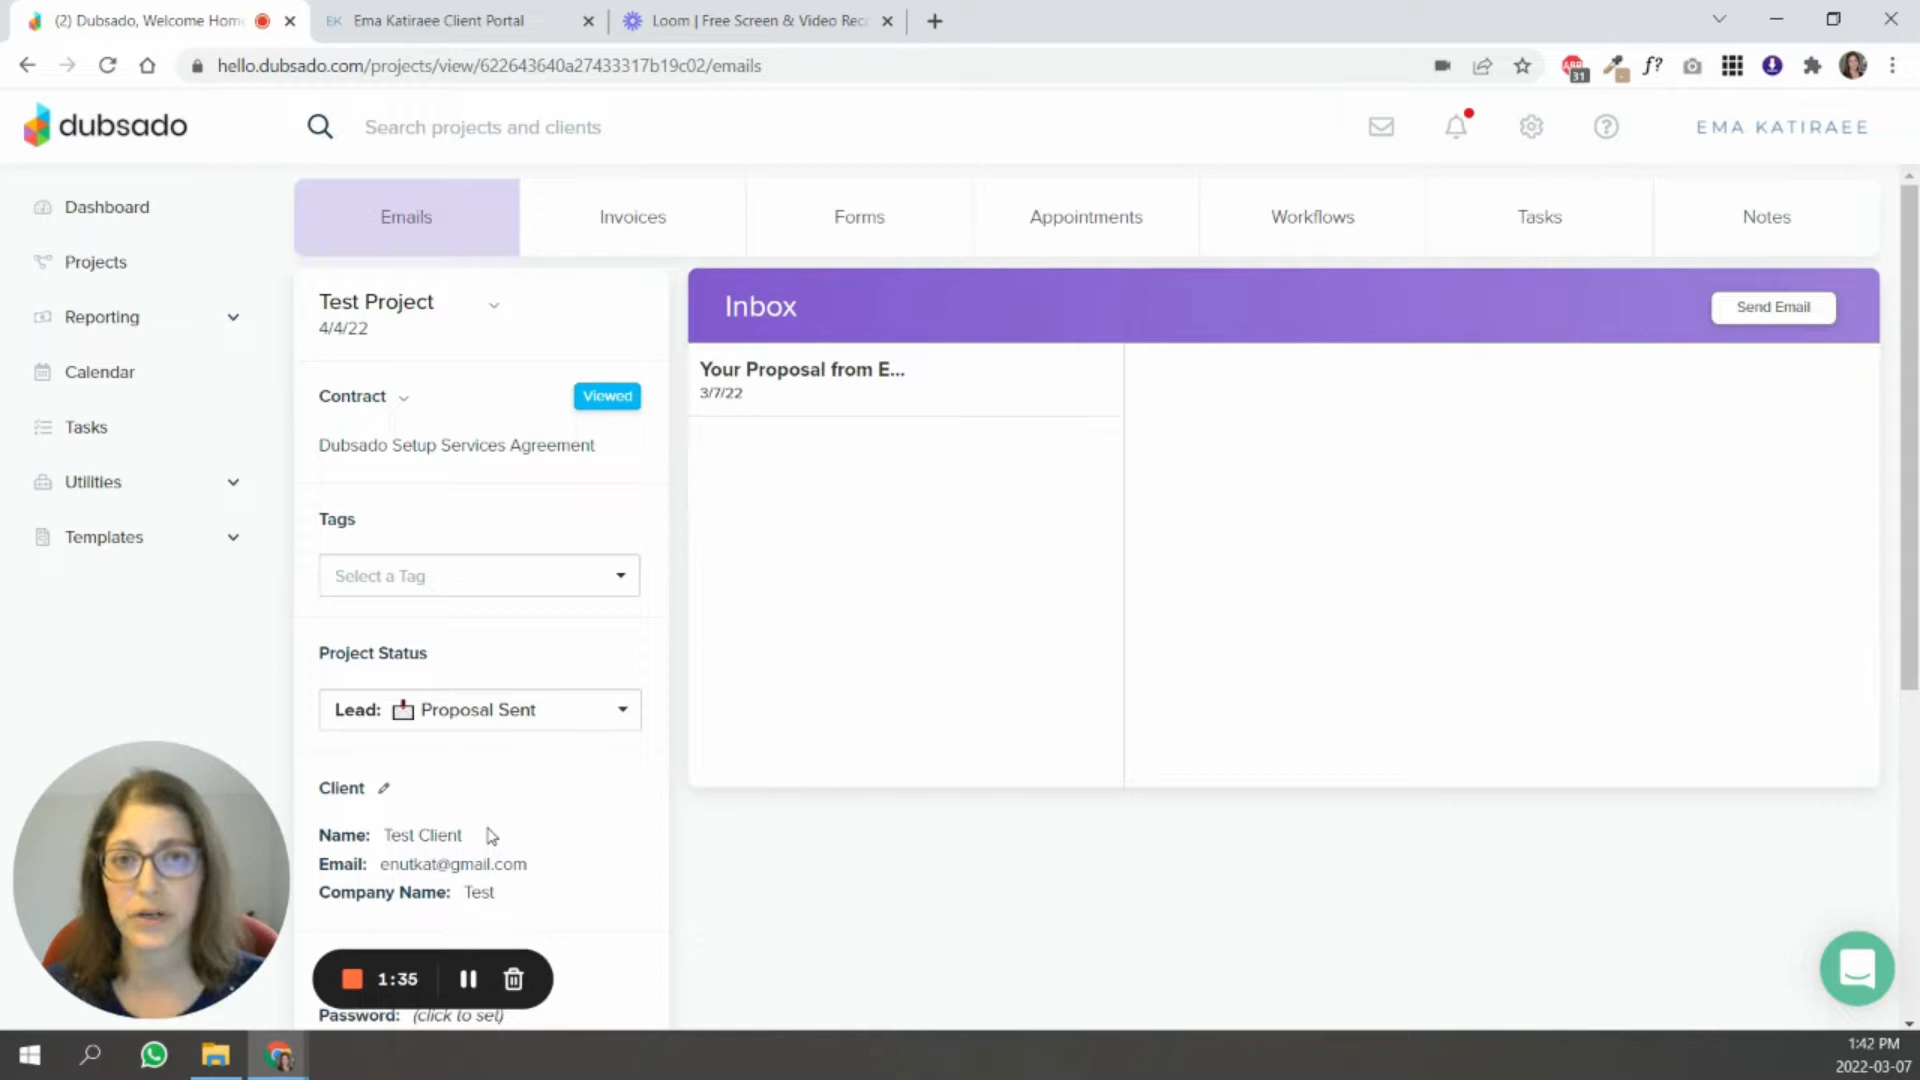 (2) Dubsado, Welcome Hom
EK Ema Katiraee Client Portal
Loom | Free Screen & Video Rec
hello.dubsado.com/projects/view/622643640a27433317b19c02/emails
ABP
31
f?
dubsado
Search projects and clients
EMA KATIRAEE
Dashboard
Projects
Reporting
Calendar
Tasks
Utilities
Templates
Emails
Invoices
Forms
Appointments
Workflows
Tasks
Notes
Test Project
4/4/22
Contract
Viewed
Dubsado Setup Services Agreement
Tags
Select a Tag
Project Status
Lead: Proposal Sent
Client
Name: Test Client
Email: enutkat@gmail.com
Company Name: Test
1:35
Password: (click to set)
Inbox
Send Email
Your Proposal from E...
3/7/22
1:42 PM
2022-03-07